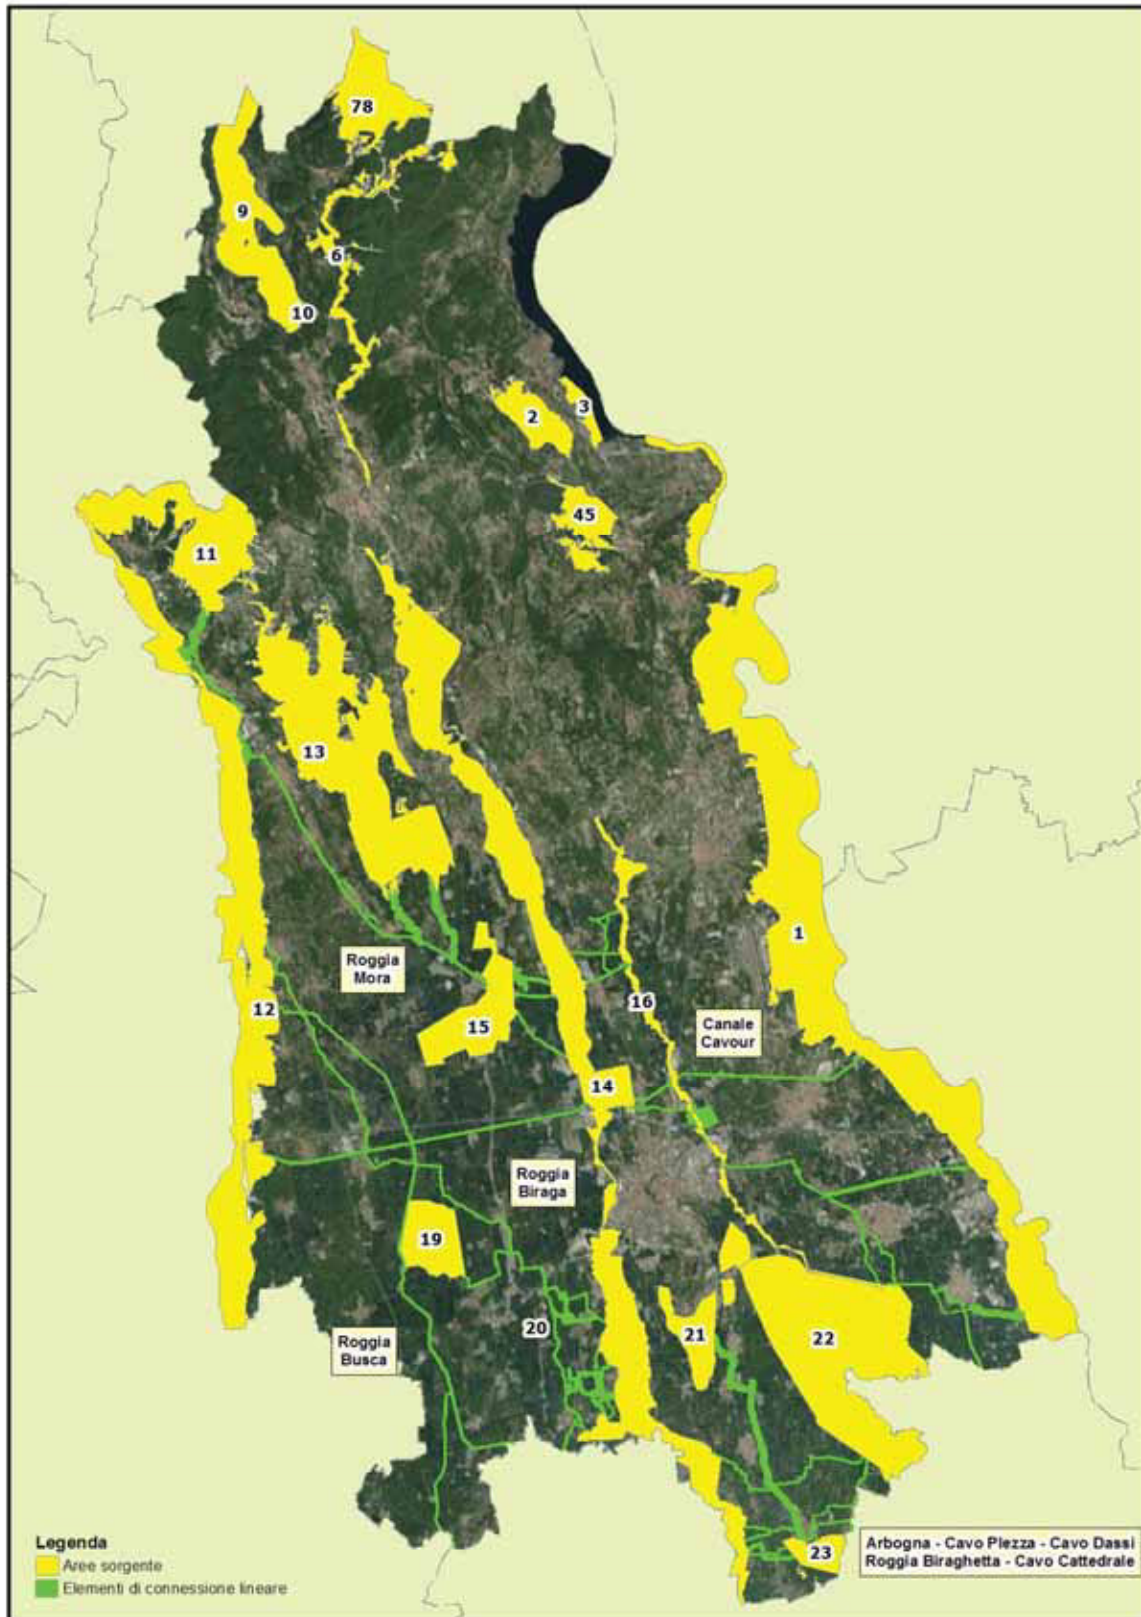 78
9
6
10
3
2
45
11
13
1
Roggia
Mora
12
16
15
Canale
Cavour
14
Roggia
Biraga
19
20
21
22
Roggia
Busca
Legenda
Aree sorgente
Elementi di connessione lineare
23
Arbogna - Cavo Plezza - Cavo Dassi
Roggia Biraghetta - Cavo Cattedrale